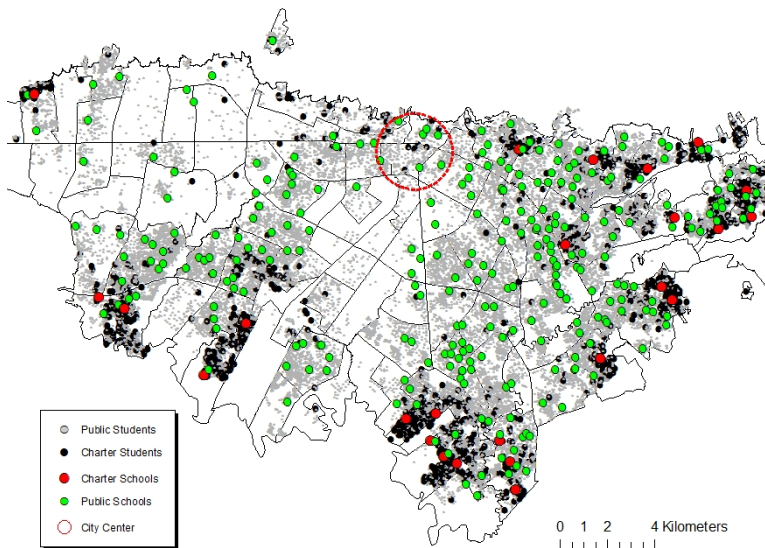 Public Students
Charter Students
Charter Schools
Public Schools
City Center
0 1 2 4 Kilometers